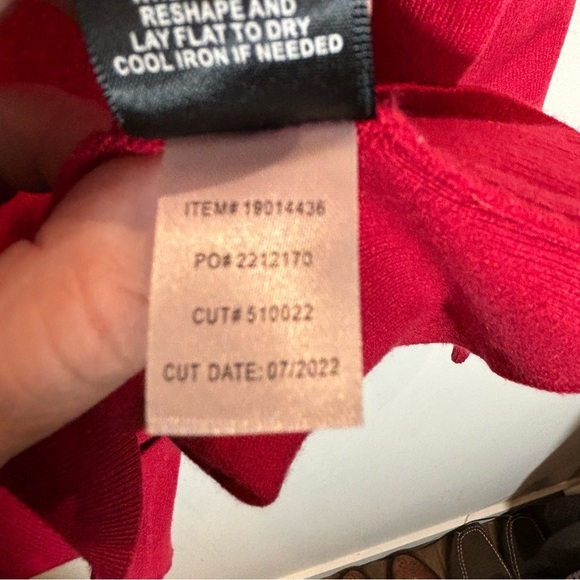 RESHAPE AND
LAY FLAT TO DRY
COOL IRON IF NEEDED
ITEM# 19014436
PO# 2212170
CUT# 510022
CUT DATE: 07/2022